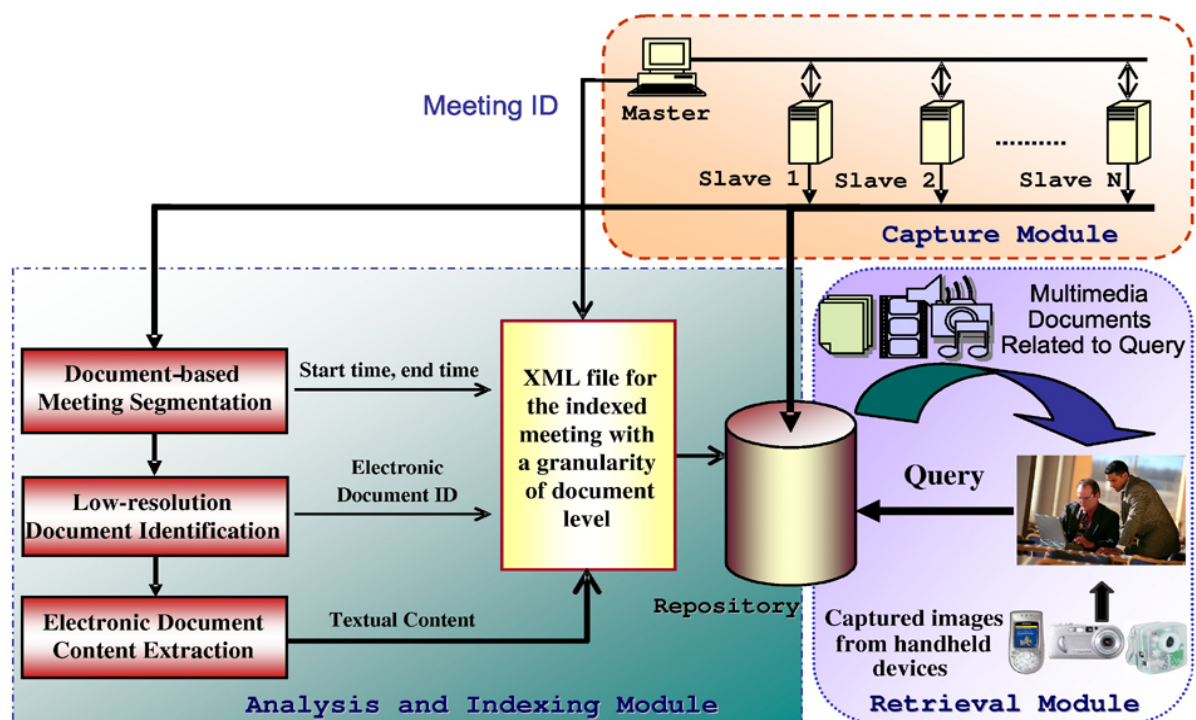 Meeting ID
Master
Slave 1
Slave 2
..........
Slave N
Capture Module
Document-based
Meeting Segmentation
Start time, end time
Low-resolution
Document Identification
Electronic
Document ID
Electronic Document
Content Extraction
Textual Content
XML file for
the indexed
meeting with
a granularity
of document
level
Repository
Analysis and Indexing Module
Multimedia
Documents
Related to Query
Query
Captured images
from handheld
devices
Retrieval Module